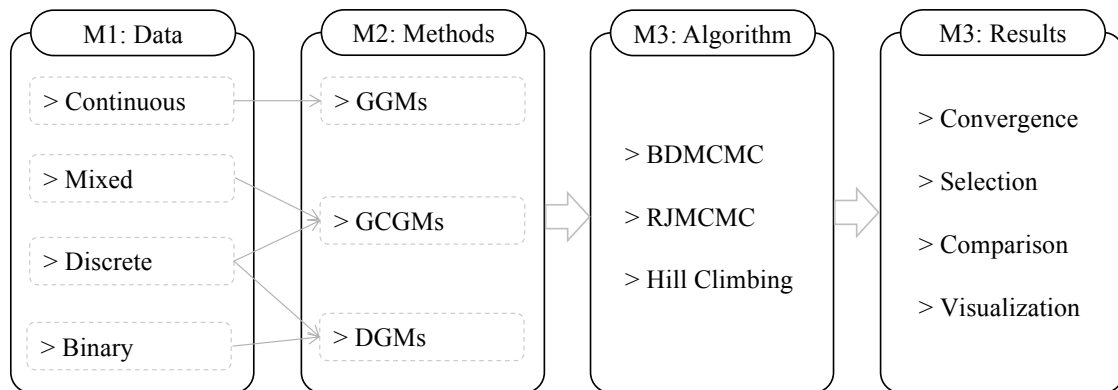 M1: Data
> Continuous
> Mixed
> Discrete
> Binary
M2: Methods
> GGMs
> GCGMs
> DGMs
M3: Algorithm
> BDMCMC
> RJMCMC
> Hill Climbing
M3: Results
> Convergence
> Selection
> Comparison
> Visualization